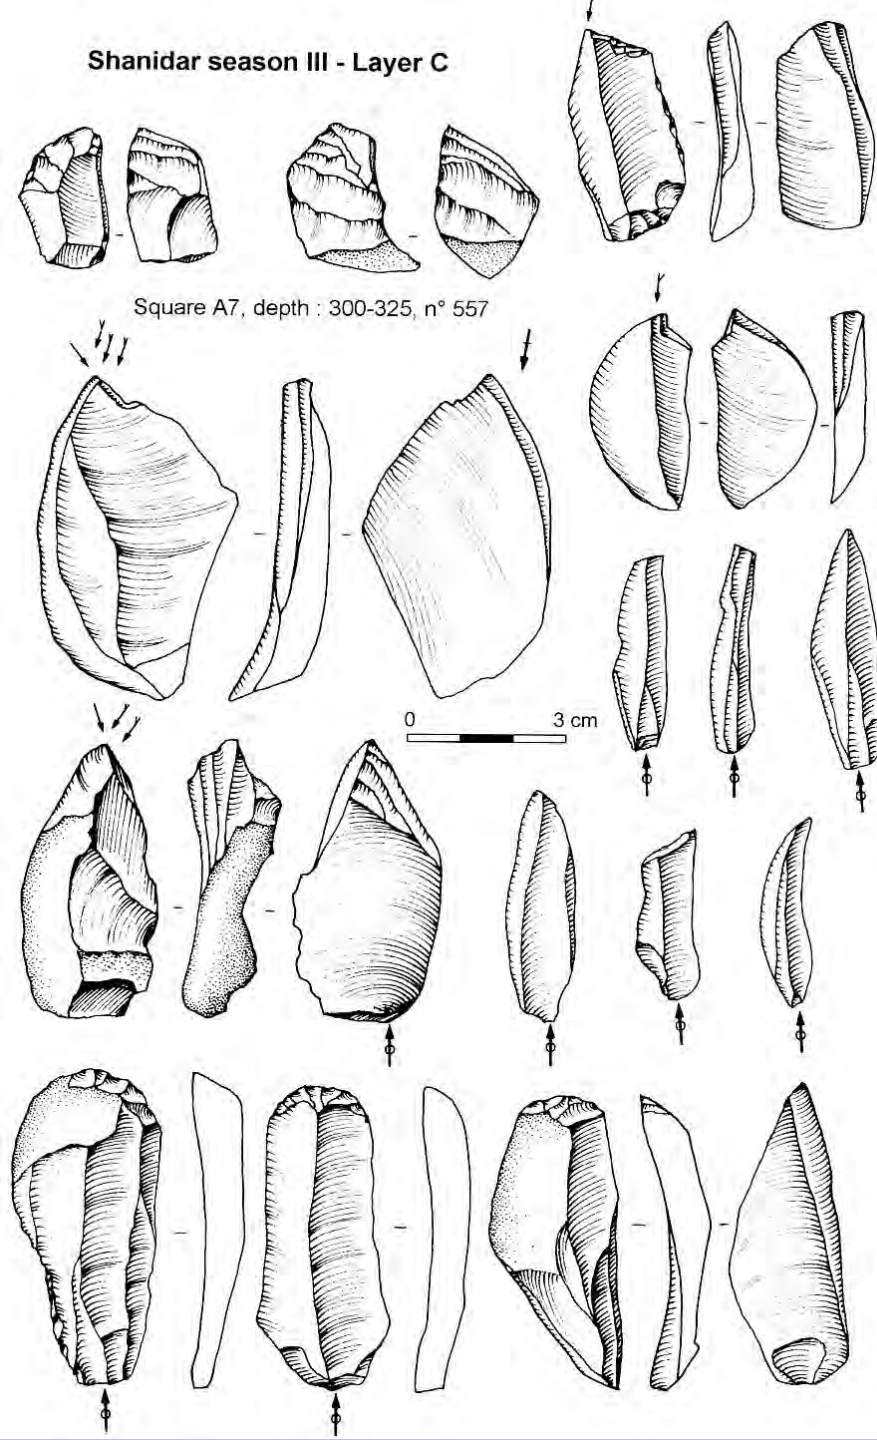 Shanidar season III - Layer C
Square A7, depth : 300-325, n° 557
0 3 cm